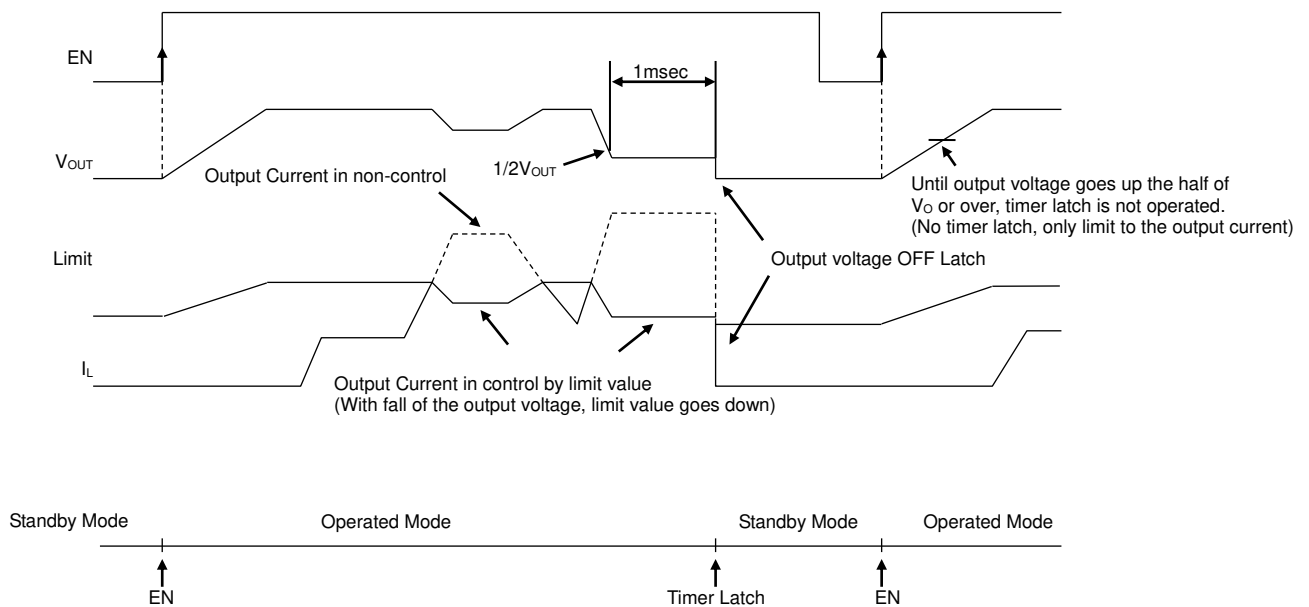 EN
1msec
VOUT
1/2VOUT
Output Current in non-control
Until output voltage goes up the half of
VO or over, timer latch is not operated.
(No timer latch, only limit to the output current)
Limit
Output voltage OFF Latch
IL
Output Current in control by limit value
(With fall of the output voltage, limit value goes down)
Standby Mode
Operated Mode
Standby Mode
Operated Mode
EN
Timer Latch
EN